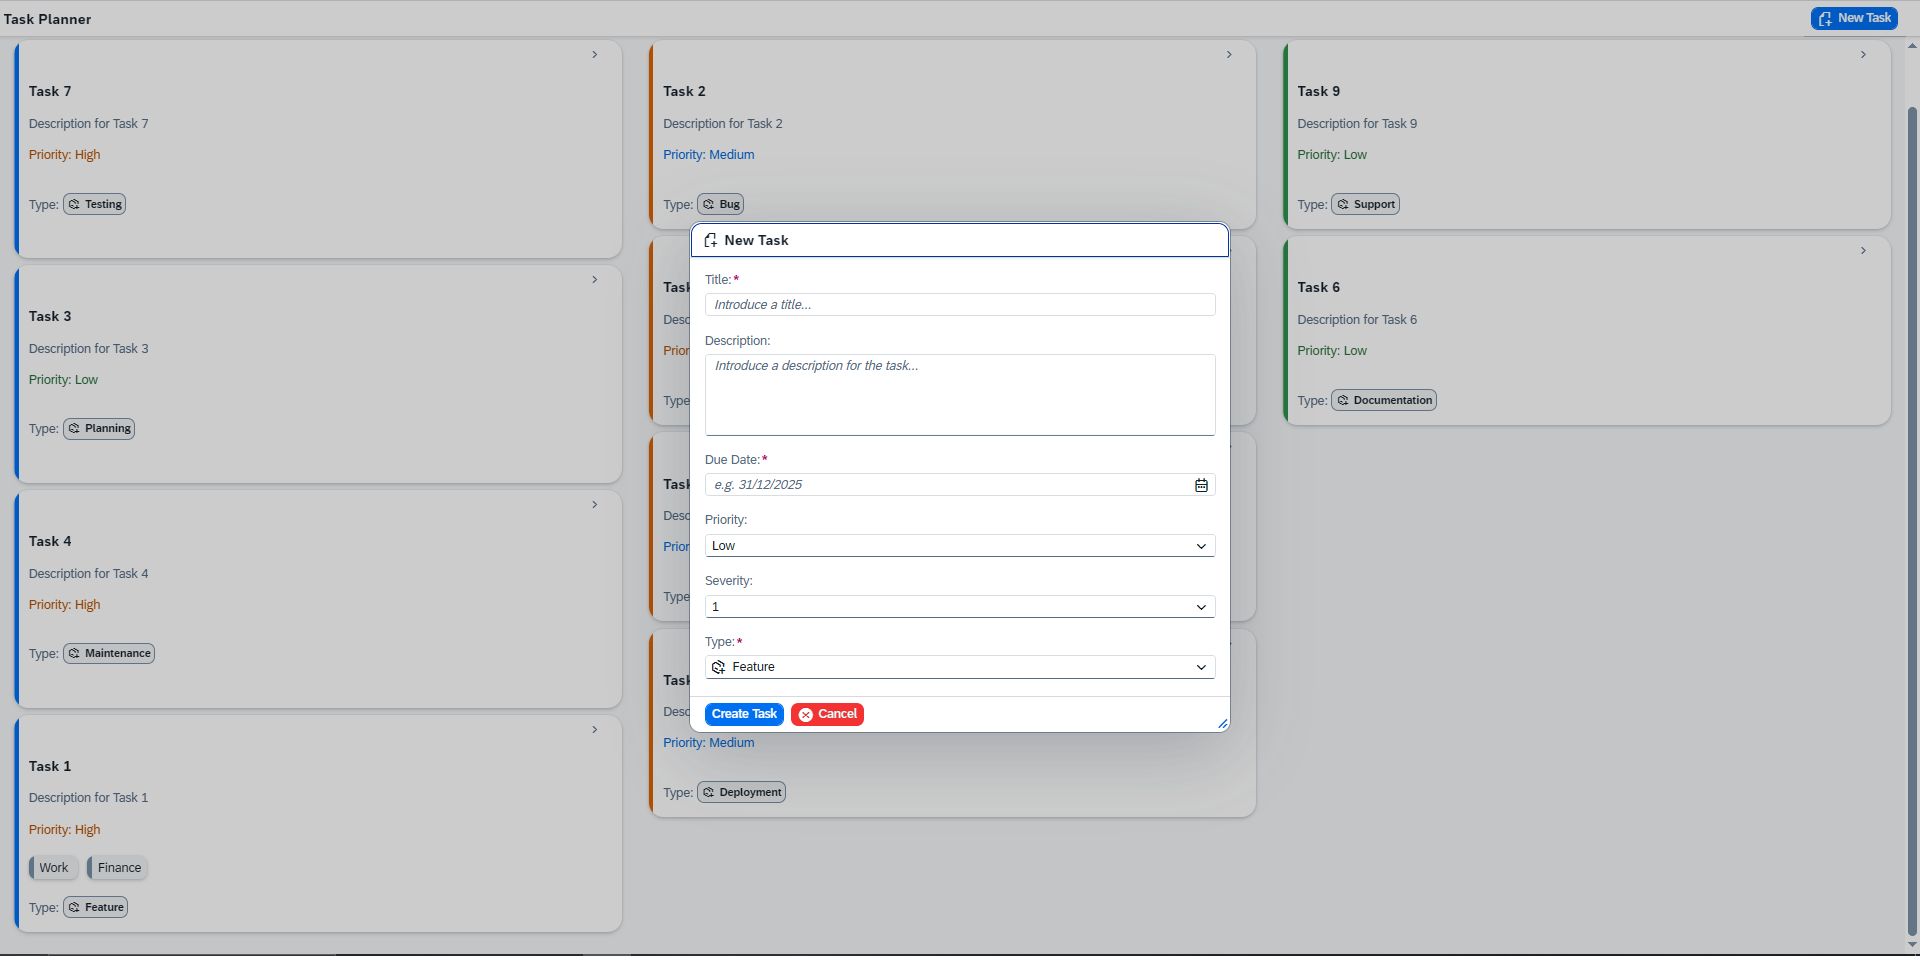 Task Planner
New Task
Task 7
Description for Task 7
Priority: High
Type: Testing
Task 3
Description for Task 3
Priority: Low
Type: Planning
Task 4
Description for Task 4
Priority: High
Type: Maintenance
Task 1
Description for Task 1
Priority: High
Work Finance
Type: Feature
Task 2
Description for Task 2
Priority: Medium
Type: Bug
Task
Desc
Prior
Type
Task
Desc
Prior
Type
Task
Desc
Priority: Medium
Type: Deployment
Task 9
Description for Task 9
Priority: Low
Type: Support
Task 6
Description for Task 6
Priority: Low
Type: Documentation
New Task
Title:*
Introduce a title...
Description:
Introduce a description for the task...
Due Date:*
e.g. 31/12/2025
Priority:
Low
Severity:
1
Type:*
Feature
Create Task Cancel